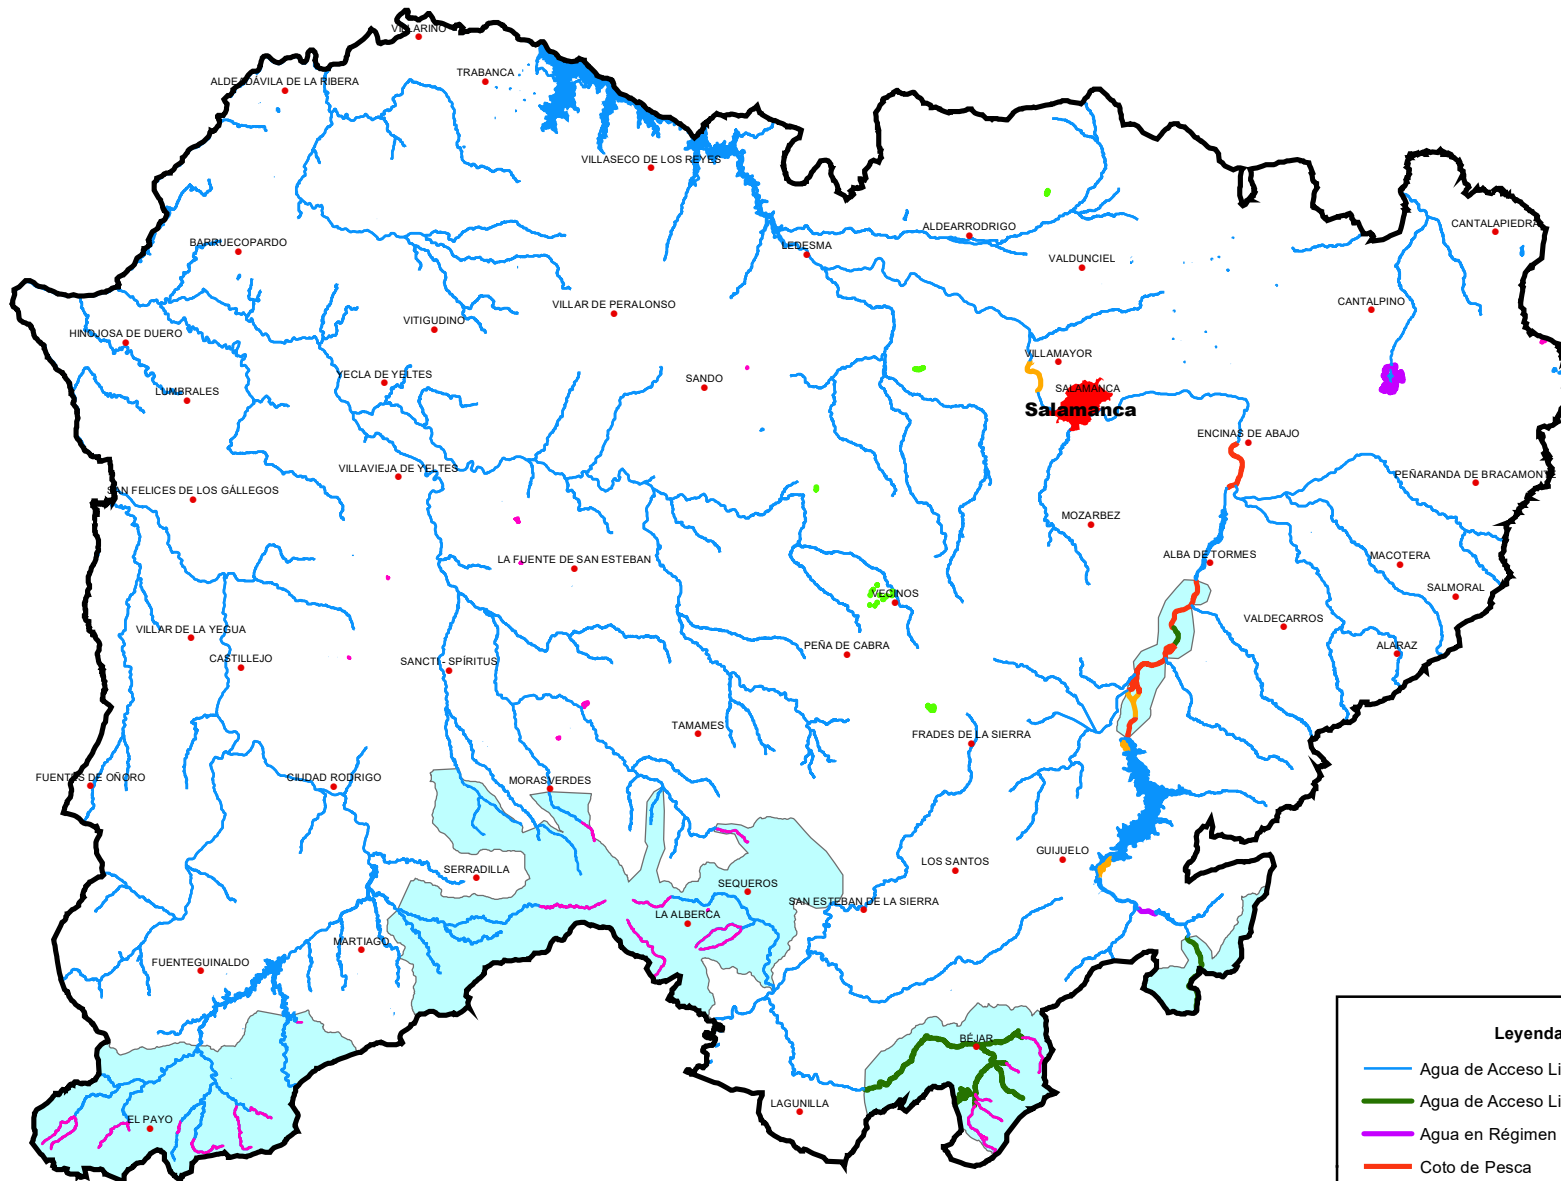 VILLARINO
TRABANCA
ALDEADÁVILA DE LA RIBERA
VILLASECO DE LOS REYES
CANTALAPIEDRA
ALDEARRODRIGO
BARRUECOPARDO
LEDESMA
VALDUNCIEL
CANTALPINO
VILLAR DE PERALONSO
VITIGUDINO
HINOJOSA DE DUERO
VILLAMAYOR
YECLA DE YELTES
SANDO
SALAMANCA
LUMBRALES
Salamanca
ENCINAS DE ABAJO
VILLAVIEJA DE YELTES
PEÑARANDA DE BRACAMONTE
SAN FELICES DE LOS GÁLLEGOS
MOZARBEZ
ALBA DE TORMES
MACOTERA
LA FUENTE DE SAN ESTEBAN
SALMORAL
VECINOS
VALDECARROS
VILLAR DE LA YEGUA
PEÑA DE CABRA
ALARAZ
CASTILLEJO
SANCTI - SPÍRITUS
TAMAMES
FRADES DE LA SIERRA
FUENTES DE OÑORO
CIUDAD RODRIGO
MORASVERDES
GUIJUELO
LOS SANTOS
SERRADILLA
SEQUEROS
SAN ESTEBAN DE LA SIERRA
LA ALBERCA
MARTIAGO
FUENTEGUINALDO
BÉJAR
LAGUNILLA
EL PAYO
Leyenda
Agua de Acceso Li
Agua de Acceso Li
Agua en Régimen
Coto de Pesca